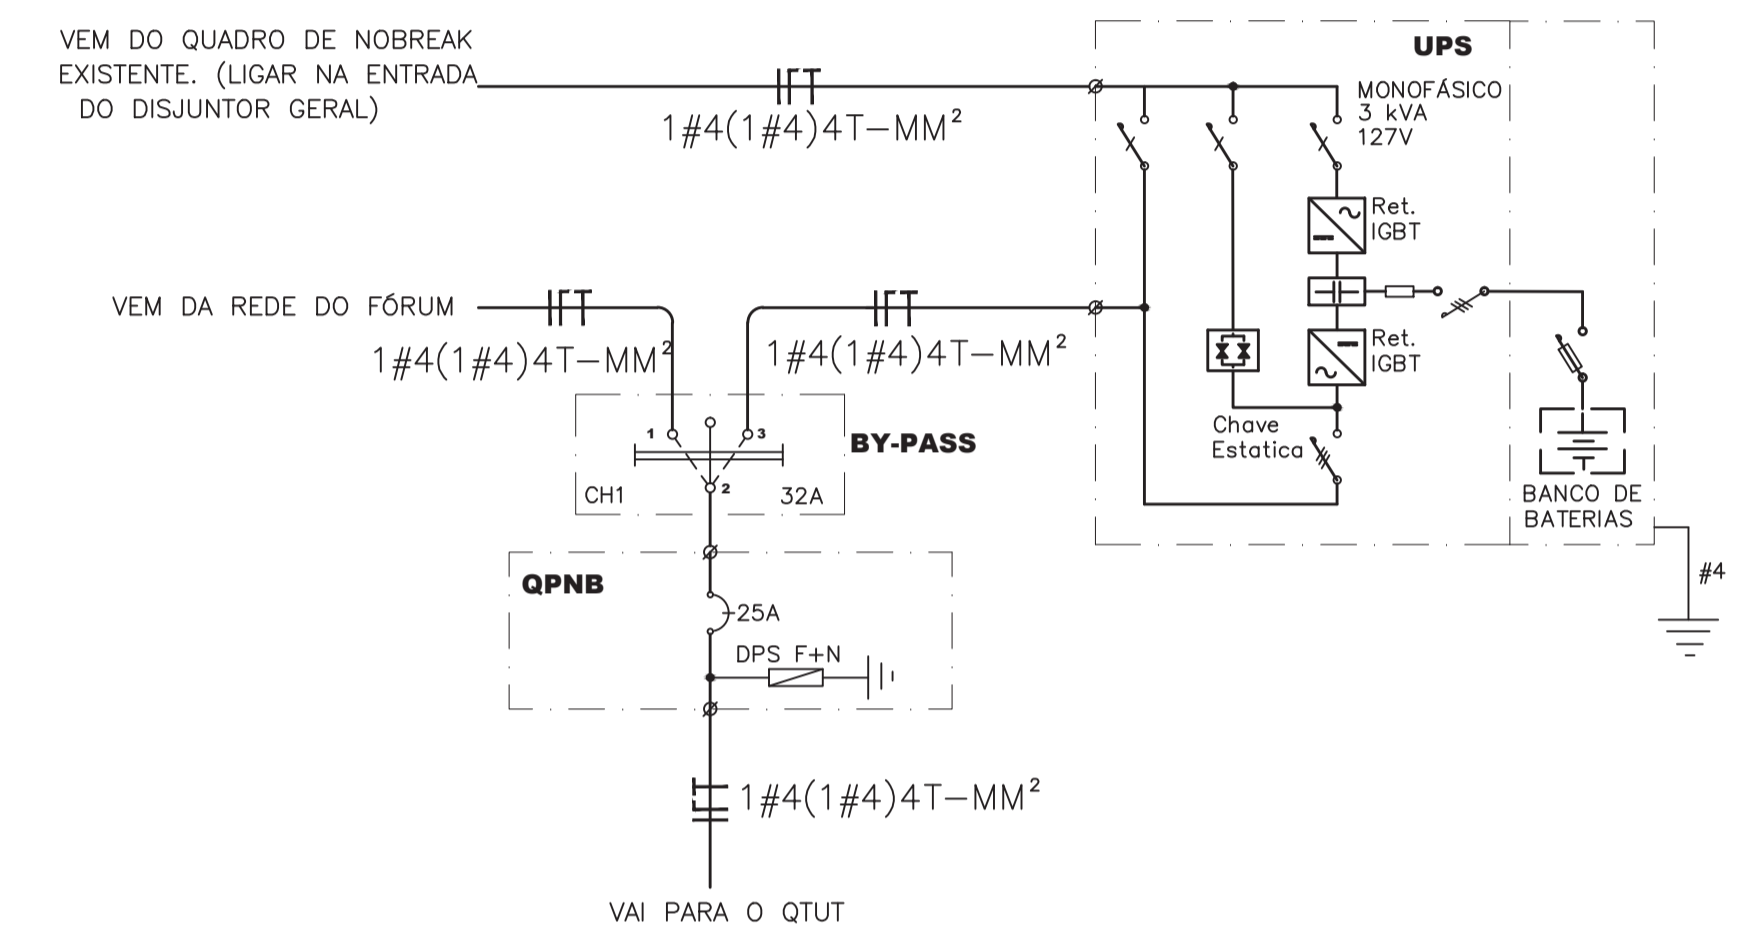 VEM DO QUADRO DE NOBREAK
EXISTENTE. (LIGAR NA ENTRADA
DO DISJUNTOR GERAL)
1#4(1#4)4T-MM²
UPS
MONOFÁSICO
3 kVA
127V
Ret.
IGBT
VEM DA REDE DO FÓRUM
1#4(1#4)4T-MM²
1#4(1#4)4T-MM²
Ret.
IGBT
Chave
Estatica
1
3
BY-PASS
2
CH1
32A
BANCO DE
BATERIAS
#4
QPNB
25A
DPS F+N
1#4(1#4)4T-MM²
VAI PARA O QTUT